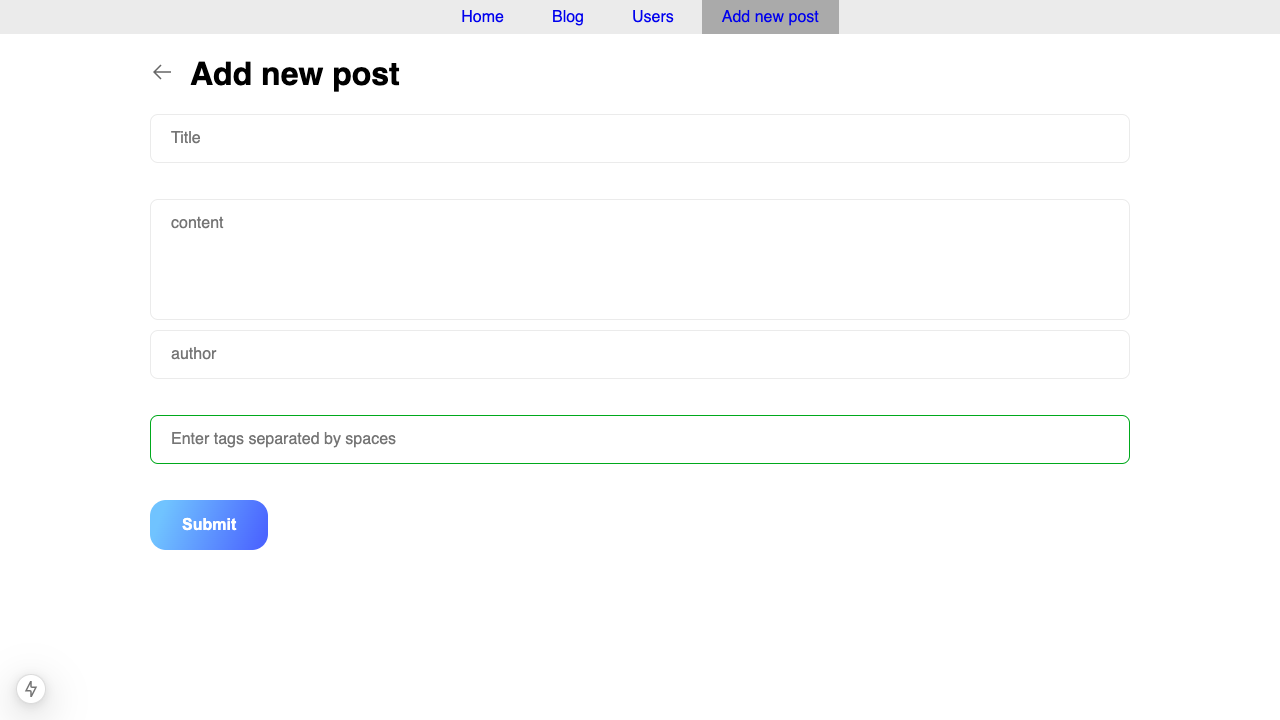 Home Blog Users Add new post
Add new post
Title
content
author
Enter tags separated by spaces
Submit